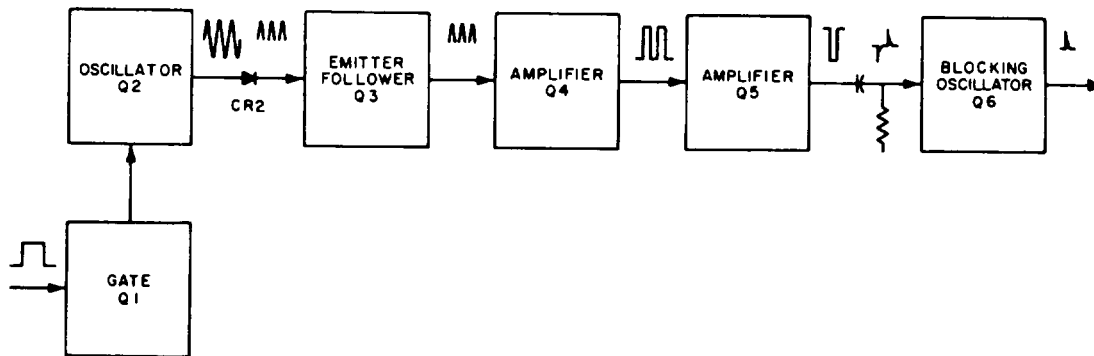 OSCILLATOR
Q2
CR2
EMITTER
FOLLOWER
Q3
AMPLIFIER
Q4
AMPLIFIER
Q5
BLOCKING
OSCILLATOR
Q6
GATE
Q1